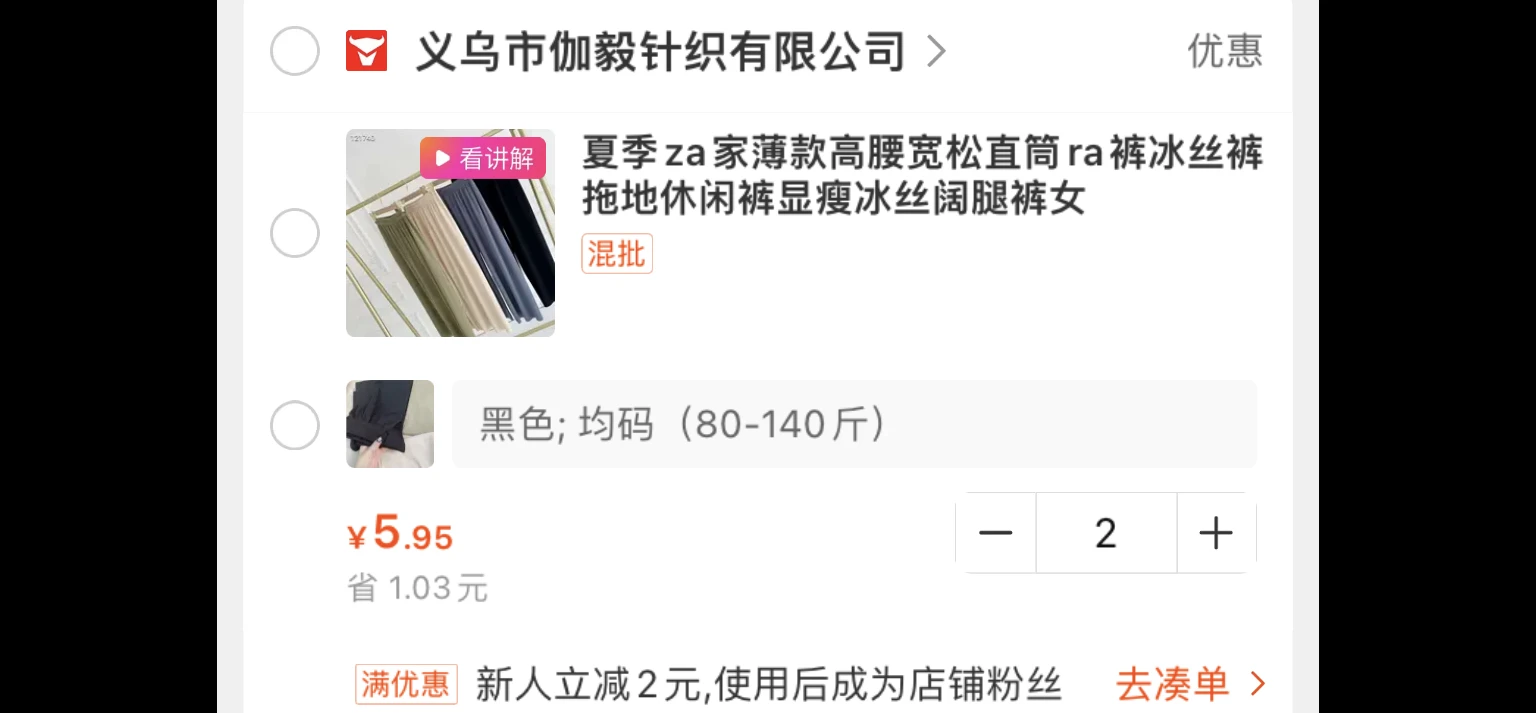 义乌市伽毅针织有限公司
优惠
看讲解
夏季za家薄款高腰宽松直筒ra裤冰丝裤
拖地休闲裤显瘦冰丝阔腿裤女
混批
黑色; 均码（80-140斤）
¥5.95
2
省 1.03元
满优惠 新人立减2元,使用后成为店铺粉丝 去凑单